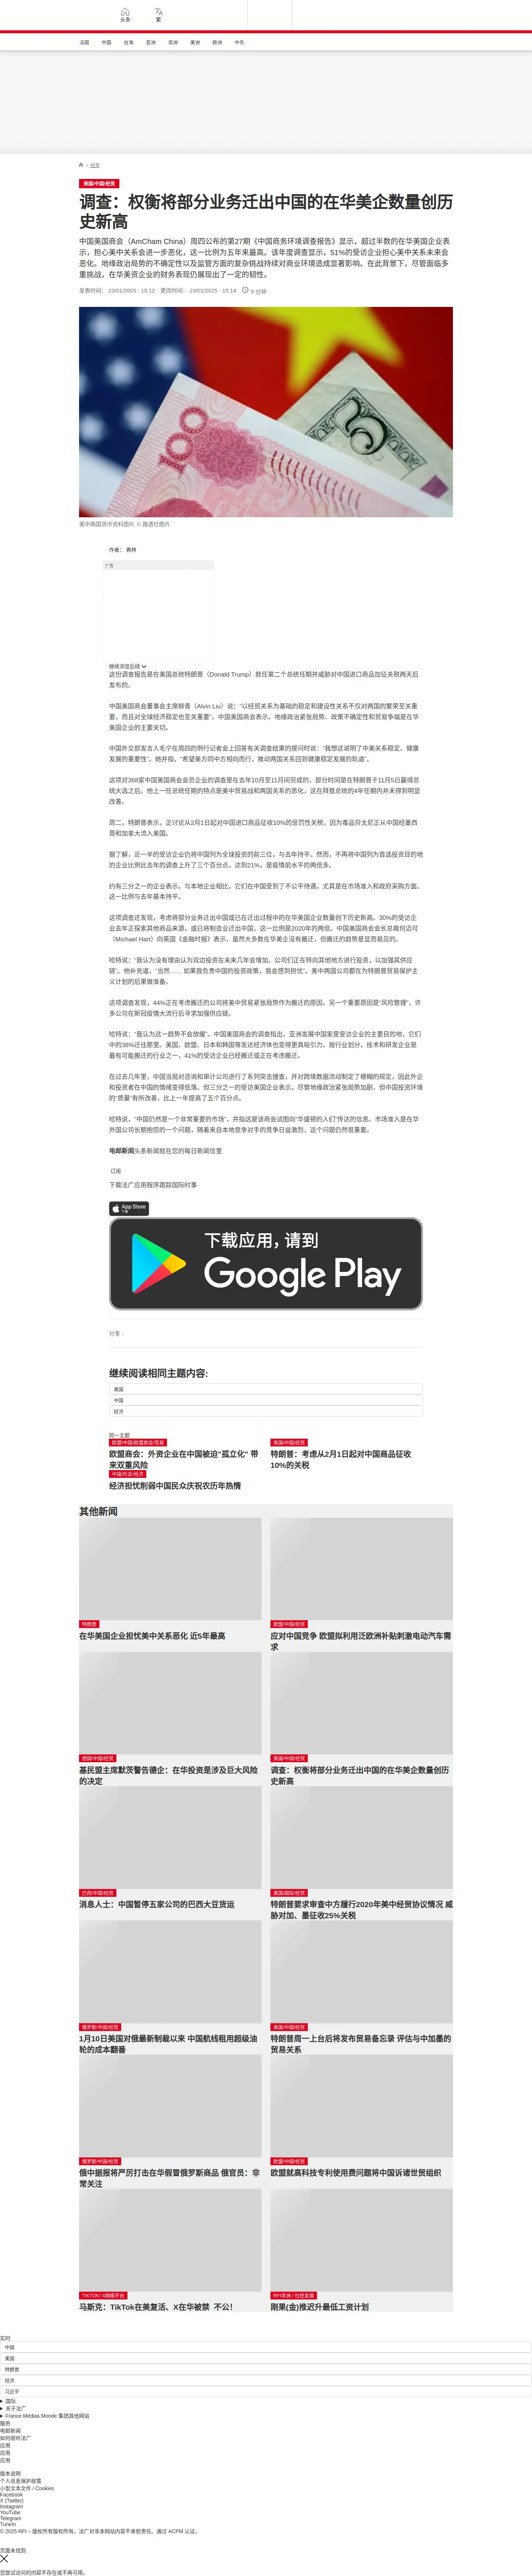 头条
繁
法国 中国 台海 亚洲 非洲 美洲 欧洲 中东
/ 经贸
美国/中国/经贸
调查：权衡将部分业务迁出中国的在华美企数量创历
史新高
中国美国商会（AmCham China）周四公布的第27期《中国商务环境调查报告》显示，超过半数的在华美国企业表
示，担心美中关系会进一步恶化，这一比例为五年来最高。该年度调查显示，51%的受访企业担心美中关系未来会
恶化。地缘政治局势的不确定性以及监管方面的复杂挑战持续对商业环境造成显著影响。在此背景下，尽管面临多
重挑战，在华美资企业的财务表现仍展现出了一定的韧性。
发表时间： 23/01/2025 - 15:12 更改时间： 23/01/2025 - 15:14 9 分钟
美中两国货币资料图片 © 路透社图片
作者： 弗林
广告
继续浏览后续
这份调查报告是在美国总统特朗普（Donald Trump）就任第二个总统任期并威胁对中国进口商品加征关税两天后
发布的。
中国美国商会董事会主席柳青（Alvin Liu）说：“以经贸关系为基础的稳定和建设性关系不仅对两国的繁荣至关重
要，而且对全球经济稳定也至关重要”。中国美国商会表示，地缘政治紧张局势、政策不确定性和贸易争端是在华
美国企业的主要关切。
中国外交部发言人毛宁在周四的例行记者会上回答有关调查结果的提问时说：“我想这说明了中美关系稳定、健康
发展的重要性”。她并指，“希望美方同中方相向而行，推动两国关系回到健康稳定发展的轨道”。
这项对368家中国美国商会会员企业的调查是在去年10月至11月间完成的，部分时间是在特朗普于11月5日赢得总
统大选之后。他上一任总统任期的特点是美中贸易战和两国关系的恶化，这在拜登总统的4年任期内并未得到明显
改善。
周二，特朗普表示，正讨论从2月1日起对中国进口商品征收10%的惩罚性关税，因为毒品芬太尼正从中国经墨西
哥和加拿大流入美国。
据了解，近一半的受访企业仍将中国列为全球投资的前三位，与去年持平。然而，不再将中国列为首选投资目的地
的企业比例比去年的调查上升了三个百分点，达到21%，是疫情前水平的两倍多。
约有三分之一的企业表示，与本地企业相比，它们在中国受到了不公平待遇，尤其是在市场准入和政府采购方面。
这一比例与去年基本持平。
这项调查还发现，考虑将部分业务迁出中国或已在迁出过程中的在华美国企业数量创下历史新高。30%的受访企
业去年正探索其他商品来源，或已将制造业迁出中国，这一比例是2020年的两倍。中国美国商会会长总裁何迈可
（Michael Hart）向英国《金融时报》表示，虽然大多数在华美企没有搬迁，但搬迁的趋势是显而易见的。
哈特说：“我认为没有理由认为双边投资在未来几年会增加。公司们正在转向其他地方进行投资，以加强其供应
链”。他补充道，“当然…… 如果我负责中国的投资政策，我会感到担忧”。美中两国公司都在为特朗普贸易保护主
义计划的后果做准备。
这项调查发现，44%正在考虑搬迁的公司将美中贸易紧张局势作为搬迁的原因。另一个重要原因是“风险管理”，许
多公司在新冠疫情大流行后寻求加强供应链。
哈特说：“我认为这一趋势不会放缓”。中国美国商会的调查指出，亚洲发展中国家是受访企业的主要目的地，它们
中的38%迁往那里。美国、欧盟、日本和韩国等发达经济体也变得更具吸引力。按行业划分，技术和研发企业是
最有可能搬迁的行业之一，41%的受访企业已经搬迁或正在考虑搬迁。
在过去几年里，中国当局对咨询和审计公司进行了系列突击搜查，并对跨境数据流动制定了模糊的规定，因此外企
和投资者在中国的情绪变得低落。但三分之一的受访美国企业表示，尽管地缘政治紧张局势加剧，但中国投资环境
的“质量”有所改善，比上一年提高了五个百分点。
哈特说，“中国仍然是一个非常重要的市场”，并指这是该商会试图向“华盛顿的人们”传达的信息。市场准入是在华
外国公司长期抱怨的一个问题，随着来自本地竞争对手的竞争日益激烈，这个问题仍然很重要。
电邮新闻头条新闻就在您的每日新闻信里
订阅
下载法广应用程序跟踪国际时事
App Store
下载
下载应用，请到
Google Play
分享 :
继续阅读相同主题内容:
美国
中国
经济
同一主题
欧盟/中国/欧盟商会/贸易
欧盟商会：外资企业在中国被迫"孤立化" 带
来双重风险
美国/中国/经贸
特朗普：考虑从2月1日起对中国商品征收
10%的关税
中国/社会/经济
经济担忧削弱中国民众庆祝农历年热情
其他新闻
特朗普
在华美国企业担忧美中关系恶化 近5年最高
欧盟/中国/经贸
应对中国竞争 欧盟拟利用泛欧洲补贴刺激电动汽车需
求
德国/中国/经贸
基民盟主席默茨警告德企：在华投资是涉及巨大风险
的决定
美国/中国/经贸
调查：权衡将部分业务迁出中国的在华美企数量创历
史新高
巴西/中国/经贸
消息人士：中国暂停五家公司的巴西大豆货运
美国/国际/经贸
特朗普要求审查中方履行2020年美中经贸协议情况 威
胁对加、墨征收25%关税
俄罗斯/中国/经贸
1月10日美国对俄最新制裁以来 中国航线租用超级油
轮的成本翻番
美国/中国/经贸
特朗普周一上台后将发布贸易备忘录 评估与中加墨的
贸易关系
俄罗斯/中国/经贸
俄中据报将严厉打击在华假冒俄罗斯商品 俄官员：非
常关注
欧盟/中国/经贸
欧盟就高科技专利使用费问题将中国诉诸世贸组织
TIKTOK/ X网络平台
马斯克：TikTok在美复活、X在华被禁 不公！
RFI非洲 / 社经发展
刚果(金)推迟升最低工资计划
实时
中国
美国
特朗普
经济
习近平
国际
关于法广
France Médias Monde 集团其他网站
服务
电邮新闻
如何收听法广
应用
应用
应用
版本说明
个人信息保护政策
小型文本文件 / Cookies
Facebook
X (Twitter)
Instagram
YouTube
Telegram
TuneIn
© 2025 RFI – 版权所有版权所有。法广对非本网站内容不承担责任。通过 ACPM 认证。
页面未找到
您尝试访问的内容不存在或不再可用。